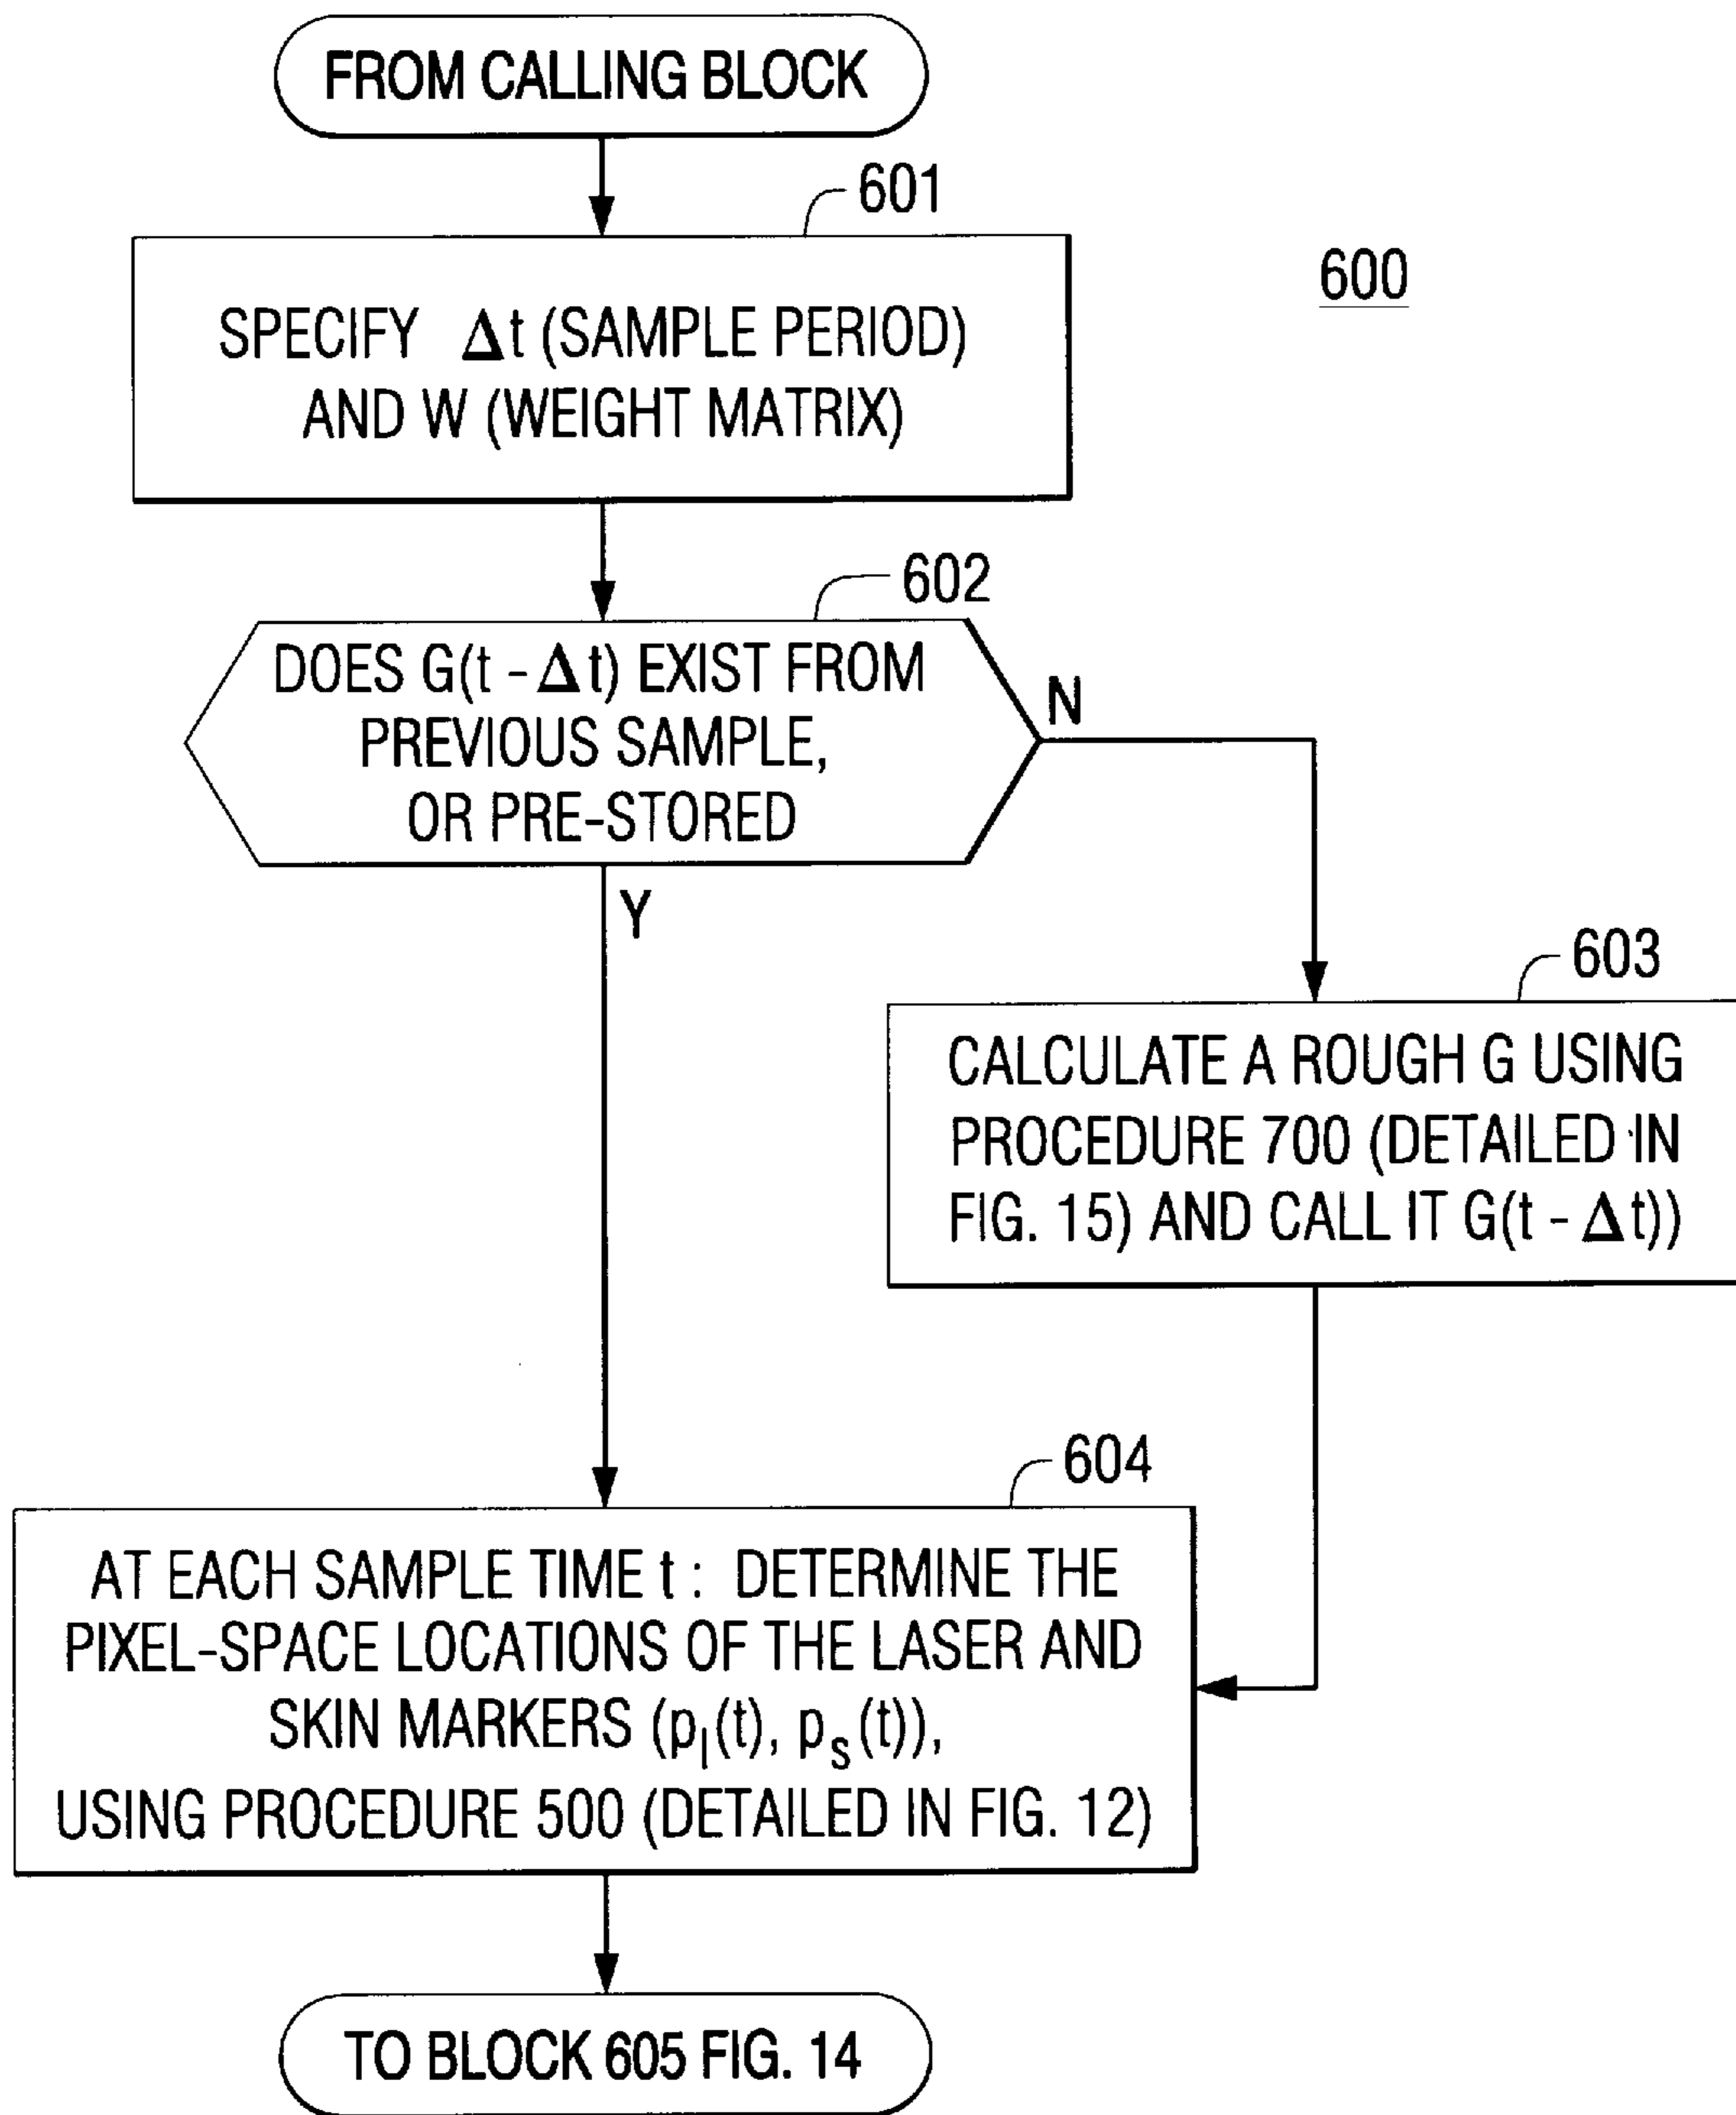 FROM CALLING BLOCK
601
600
SPECIFY Δt (SAMPLE PERIOD)
AND W (WEIGHT MATRIX)
602
DOES G(t - Δt) EXIST FROM
PREVIOUS SAMPLE,
OR PRE-STORED
N
Y
603
CALCULATE A ROUGH G USING
PROCEDURE 700 (DETAILED IN
FIG. 15) AND CALL IT G(t - Δt))
604
AT EACH SAMPLE TIME t : DETERMINE THE
PIXEL-SPACE LOCATIONS OF THE LASER AND
SKIN MARKERS (p_l(t), p_s(t)),
USING PROCEDURE 500 (DETAILED IN FIG. 12)
TO BLOCK 605 FIG. 14